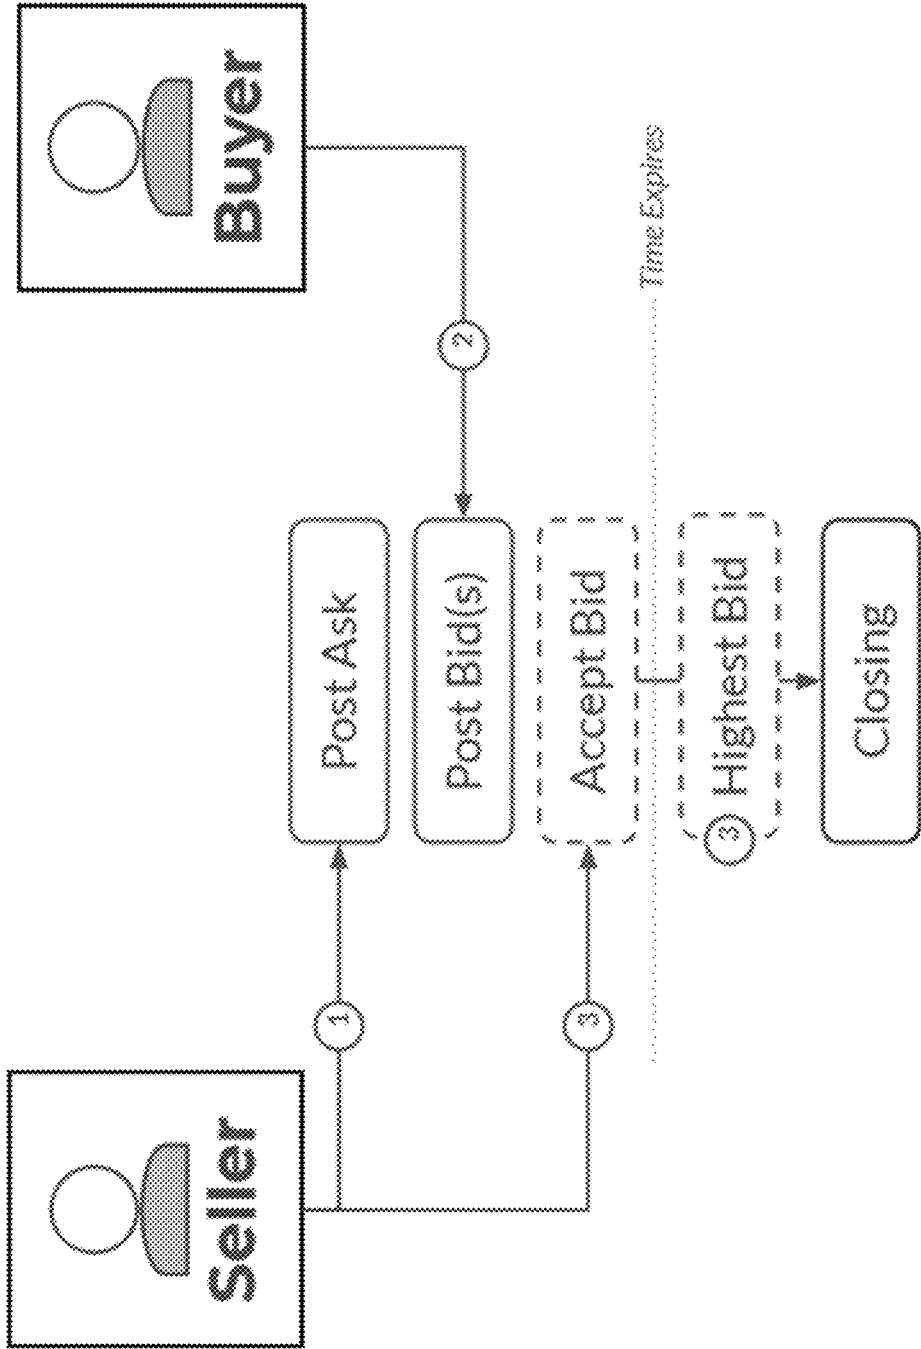 Seller
Buyer
1
Post Ask
2
Post Bid(s)
3
Accept Bid
Time Expires
3
Highest Bid
Closing